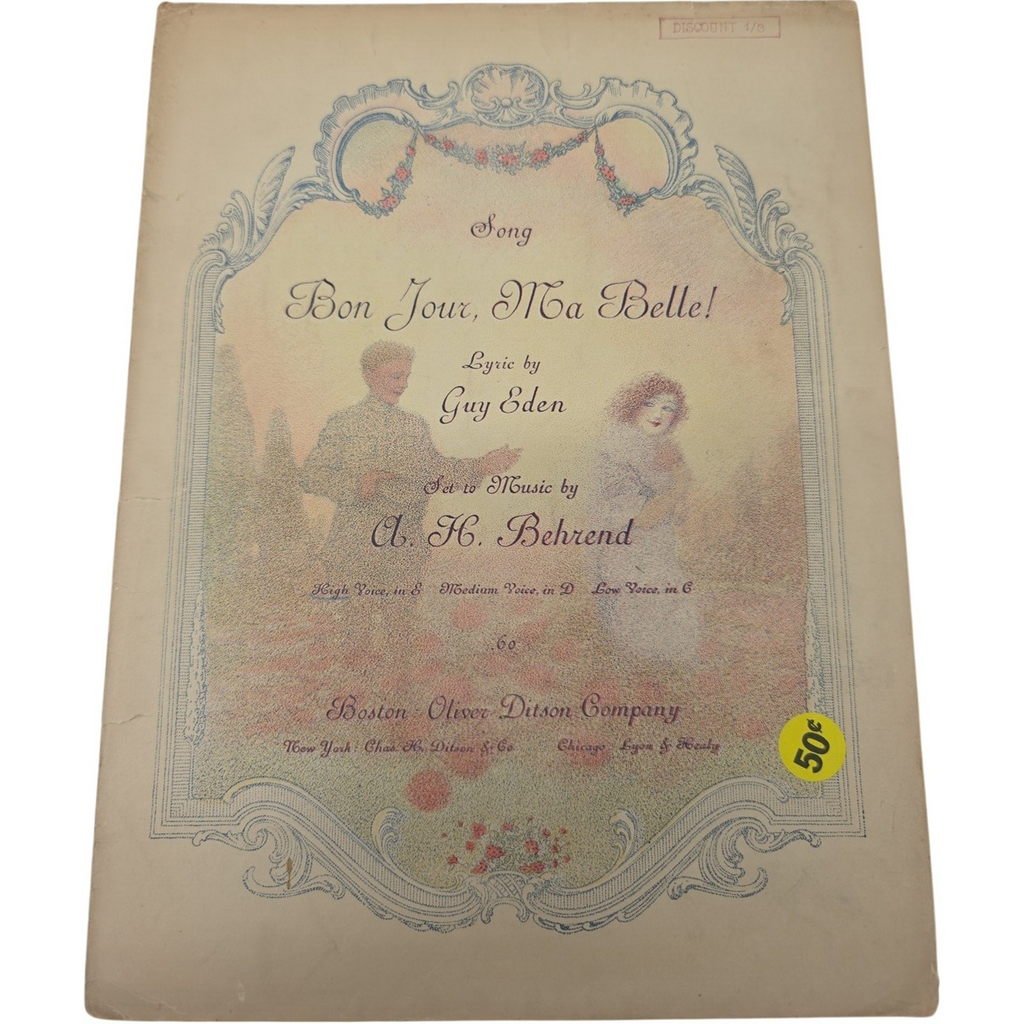 DISCOUNT 1/3
Song
Bon Jour, Ma Belle!
Lyric by
Guy Eden
Set to Music by
A. H. Behrend
High Voice, in E Medium Voice, in D Low Voice, in C
.60
Boston: Oliver Ditson Company
New York: Chas. H. Ditson & Co. Chicago: Lyon & Healy
50¢